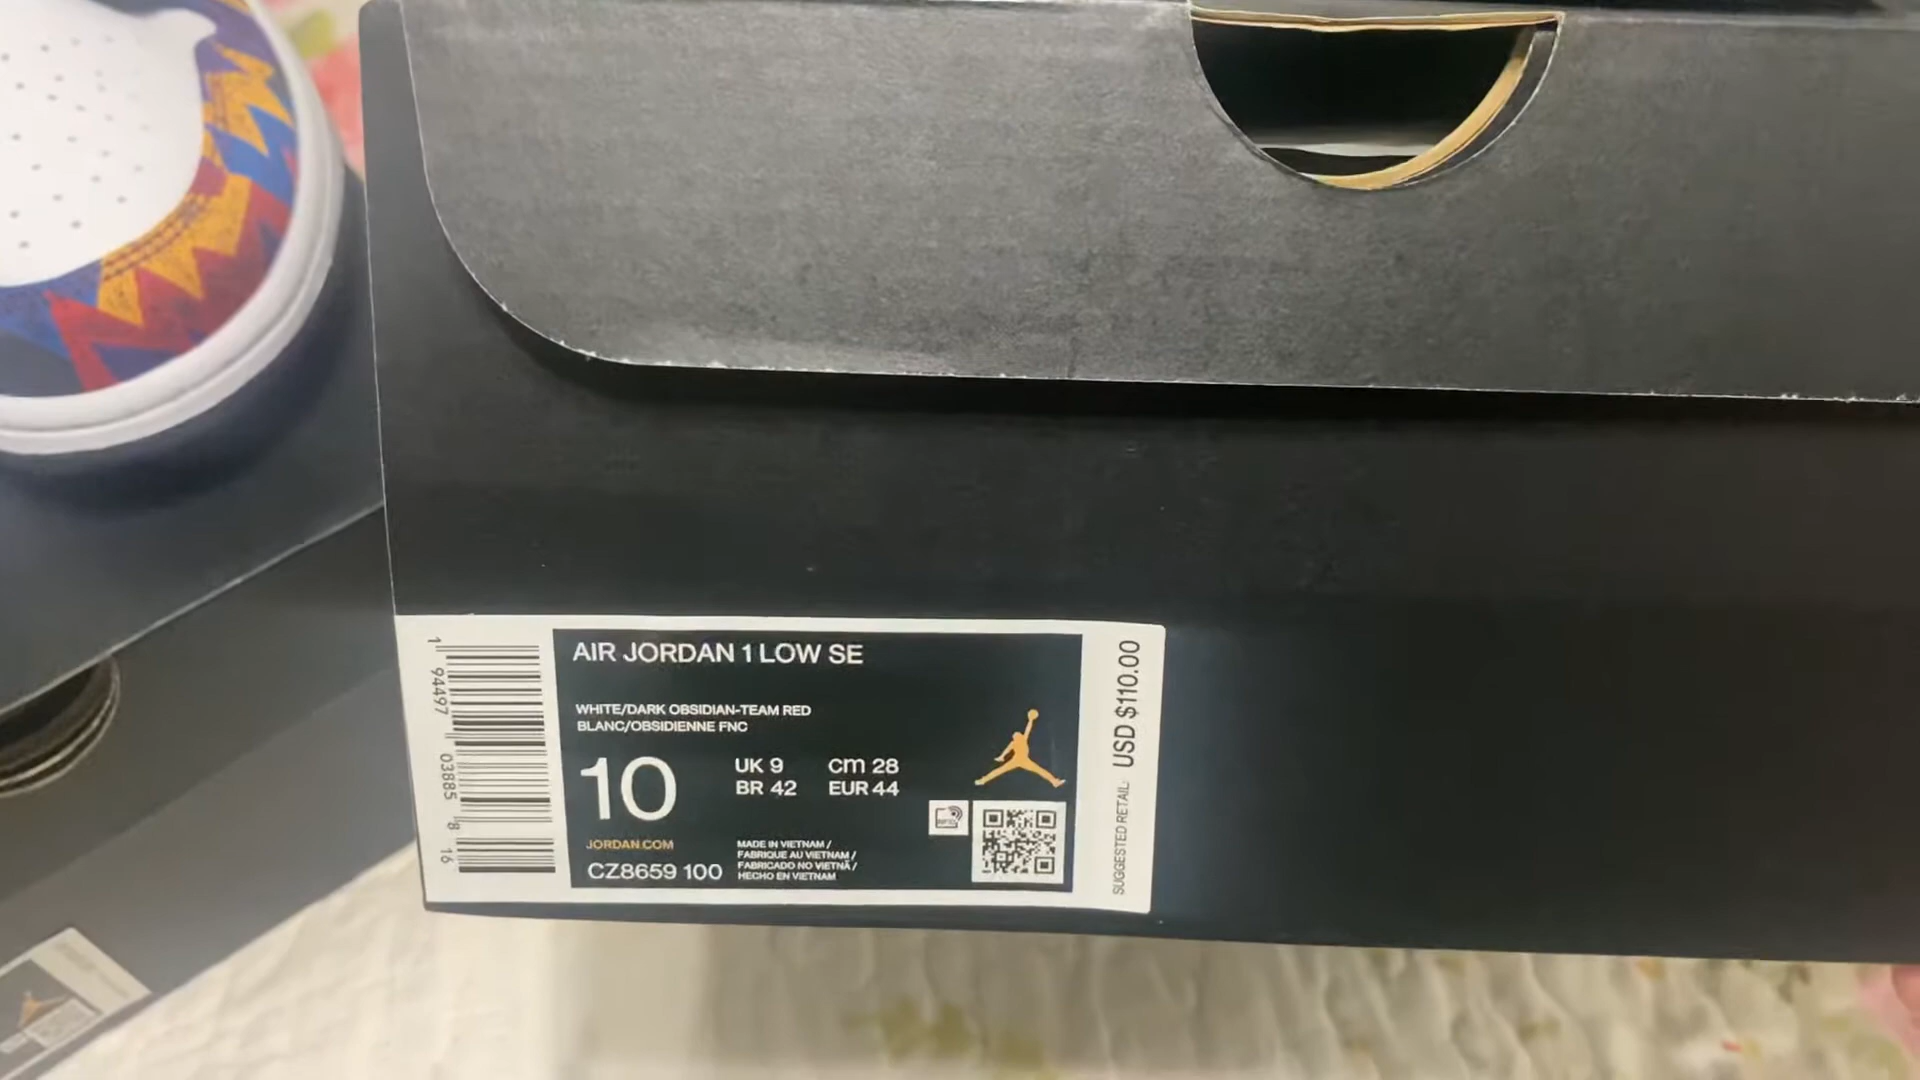 AIR JORDAN 1 LOW SE
WHITE/DARK OBSIDIAN-TEAM RED
BLANC/OBSIDIENNE FNC
10
UK 9 CM 28
BR 42 EUR 44
JORDAN.COM
CZ8659 100
MADE IN VIETNAM /
FABRIQUE AU VIETNAM /
FABRICADO NO VIETNÃ /
HECHO EN VIETNAM
1 94497 03885 8 16
SUGGESTED RETAIL: USD $110.00